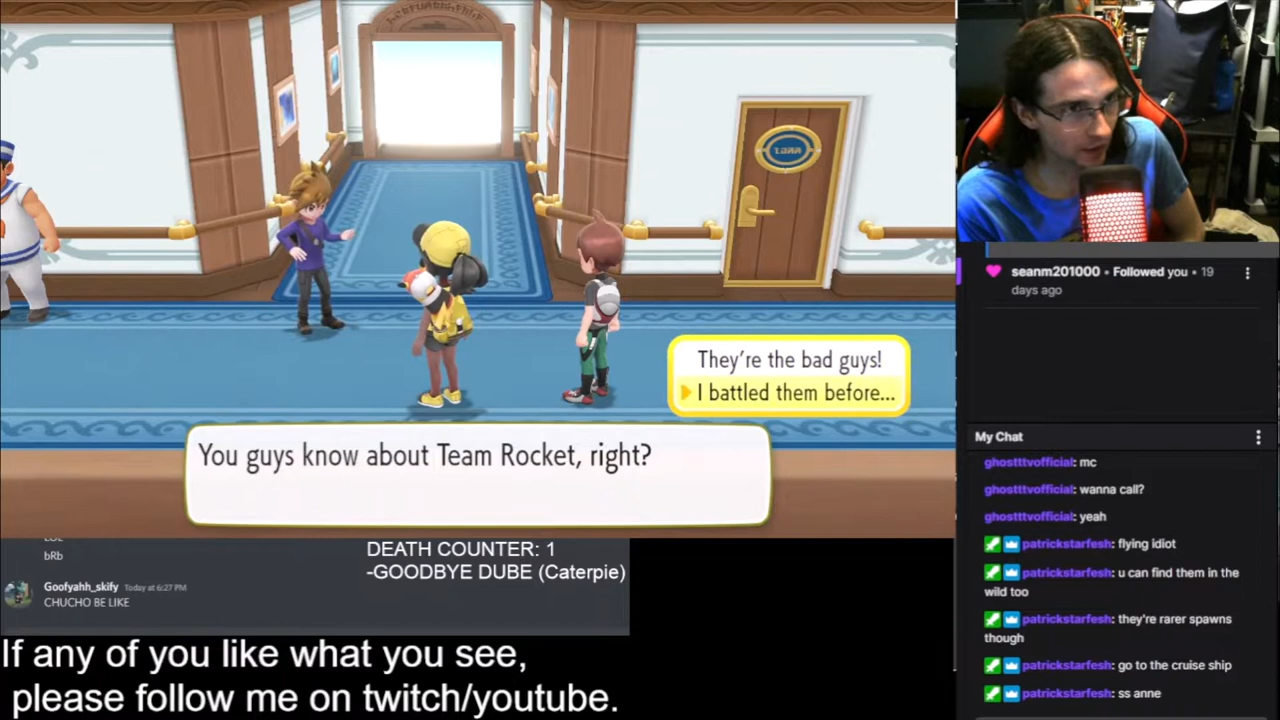 They're the bad guys!
I battled them before...
You guys know about Team Rocket, right?
bRb
Goofyahh_skify Today at 6:27 PM
CHUCHO BE LIKE
DEATH COUNTER: 1
-GOODBYE DUBE (Caterpie)
If any of you like what you see,
please follow me on twitch/youtube.
seanm201000 • Followed you • 19
days ago
My Chat
ghostttvofficial: mc
ghostttvofficial: wanna call?
ghostttvofficial: yeah
patrickstarfesh: flying idiot
patrickstarfesh: u can find them in the
wild too
patrickstarfesh: they're rarer spawns
though
patrickstarfesh: go to the cruise ship
patrickstarfesh: ss anne